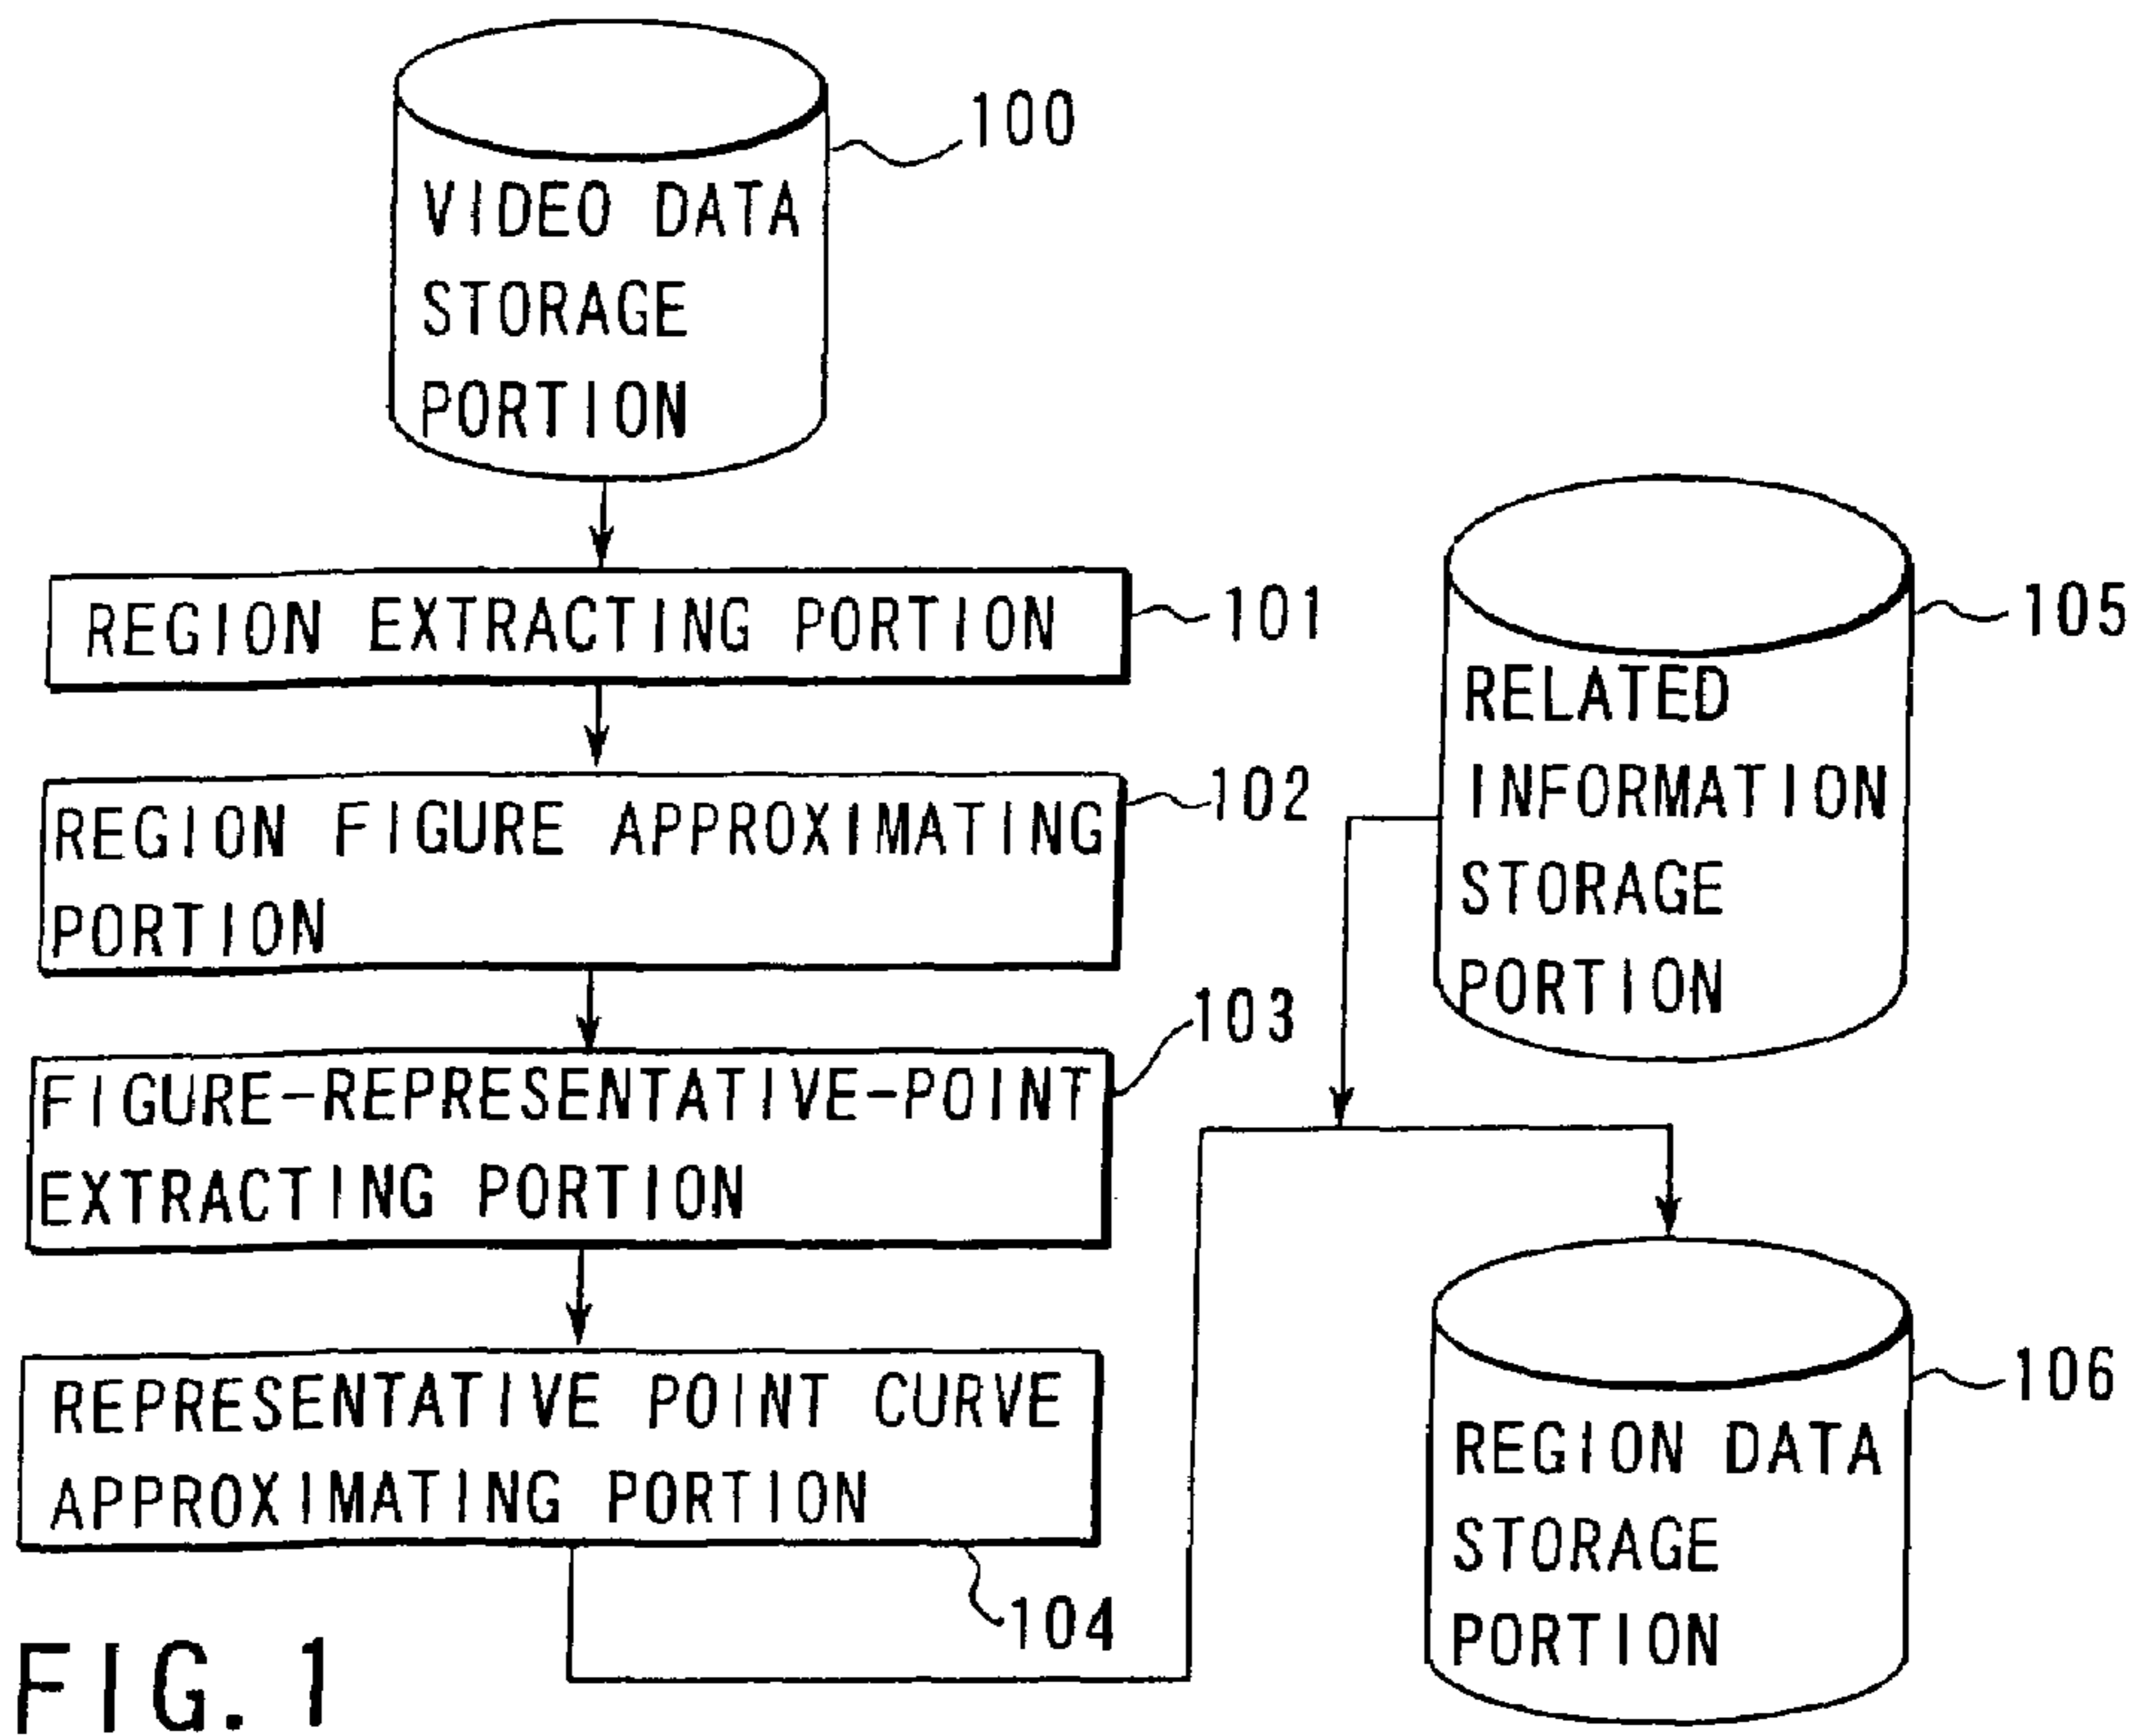 100
VIDEO DATA
STORAGE
PORTION
REGION EXTRACTING PORTION
101
REGION FIGURE APPROXIMATING
PORTION
102
FIGURE-REPRESENTATIVE-POINT
EXTRACTING PORTION
103
REPRESENTATIVE POINT CURVE
APPROXIMATING PORTION
104
105
RELATED
INFORMATION
STORAGE
PORTION
106
REGION DATA
STORAGE
PORTION
FIG. 1